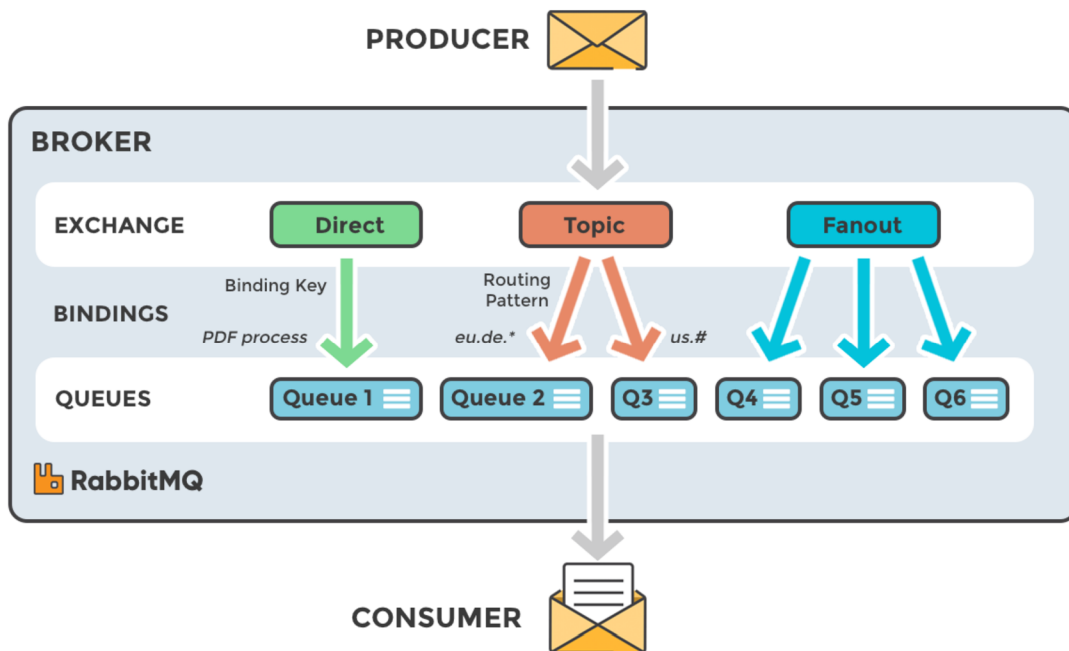 PRODUCER
BROKER
EXCHANGE
Direct
Topic
Fanout
Binding Key
Routing
Pattern
BINDINGS
PDF process
eu.de.*
us.#
QUEUES
Queue 1
Queue 2
Q3
Q4
Q5
Q6
RabbitMQ
CONSUMER